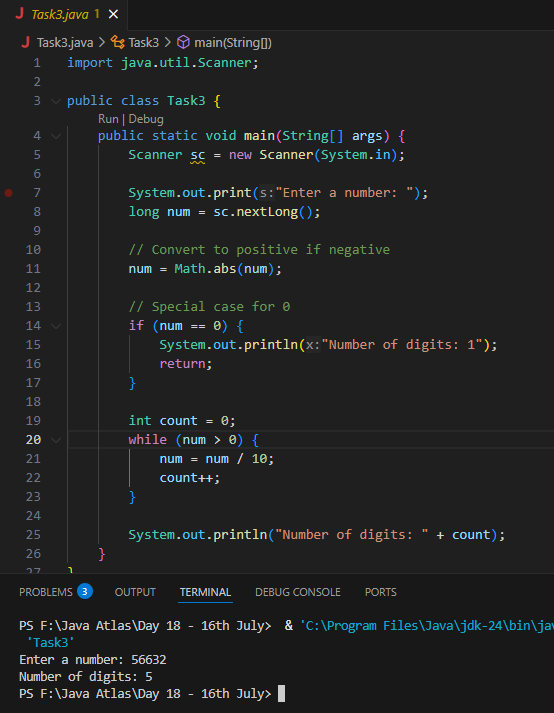 Task3.java 1 ×
Task3.java > Task3 > main(String[])
1 import java.util.Scanner;
2
3 public class Task3 {
Run | Debug
4 public static void main(String[] args) {
5 Scanner sc = new Scanner(System.in);
6
7 System.out.print(s:"Enter a number: ");
8 long num = sc.nextLong();
9
10 // Convert to positive if negative
11 num = Math.abs(num);
12
13 // Special case for 0
14 if (num == 0) {
15 System.out.println(x:"Number of digits: 1");
16 return;
17 }
18
19 int count = 0;
20 while (num > 0) {
21 num = num / 10;
22 count++;
23 }
24
25 System.out.println("Number of digits: " + count);
26 }
27 }
PROBLEMS 3 OUTPUT TERMINAL DEBUG CONSOLE PORTS
PS F:\Java Atlas\Day 18 - 16th July> & 'C:\Program Files\Java\jdk-24\bin\jav
'Task3'
Enter a number: 56632
Number of digits: 5
PS F:\Java Atlas\Day 18 - 16th July>